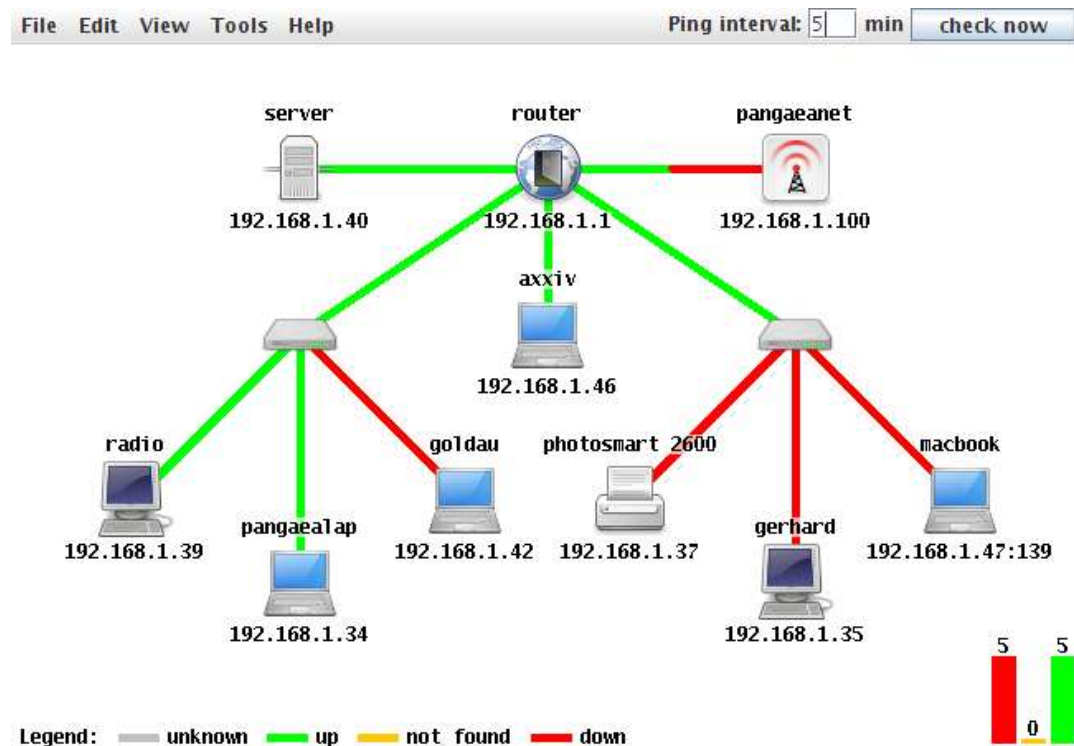 File Edit View Tools Help Ping interval: 5 min check now
server router pangaeanet
192.168.1.40 192.168.1.1 192.168.1.100
axxiv
192.168.1.46
radio goldau photosmart 2600 macbook
pangaealap gerhard
192.168.1.39 192.168.1.42 192.168.1.37 192.168.1.47:139
192.168.1.34 192.168.1.35
5 5
0
Legend: unknown up not found down